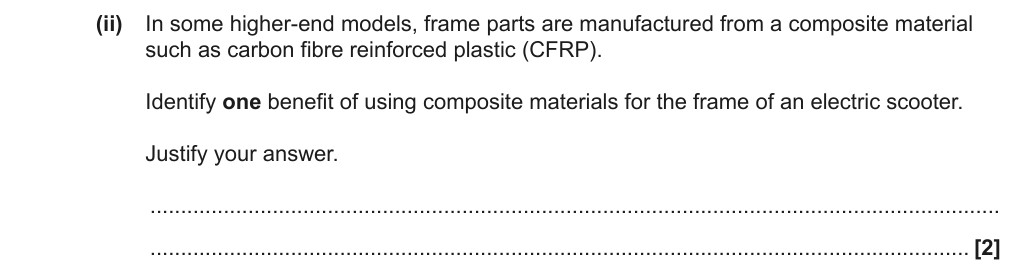 (ii) In some higher-end models, frame parts are manufactured from a composite material
such as carbon fibre reinforced plastic (CFRP).
Identify one benefit of using composite materials for the frame of an electric scooter.
Justify your answer.
..........................................................................................................................................
...................................................................................................................................... [2]